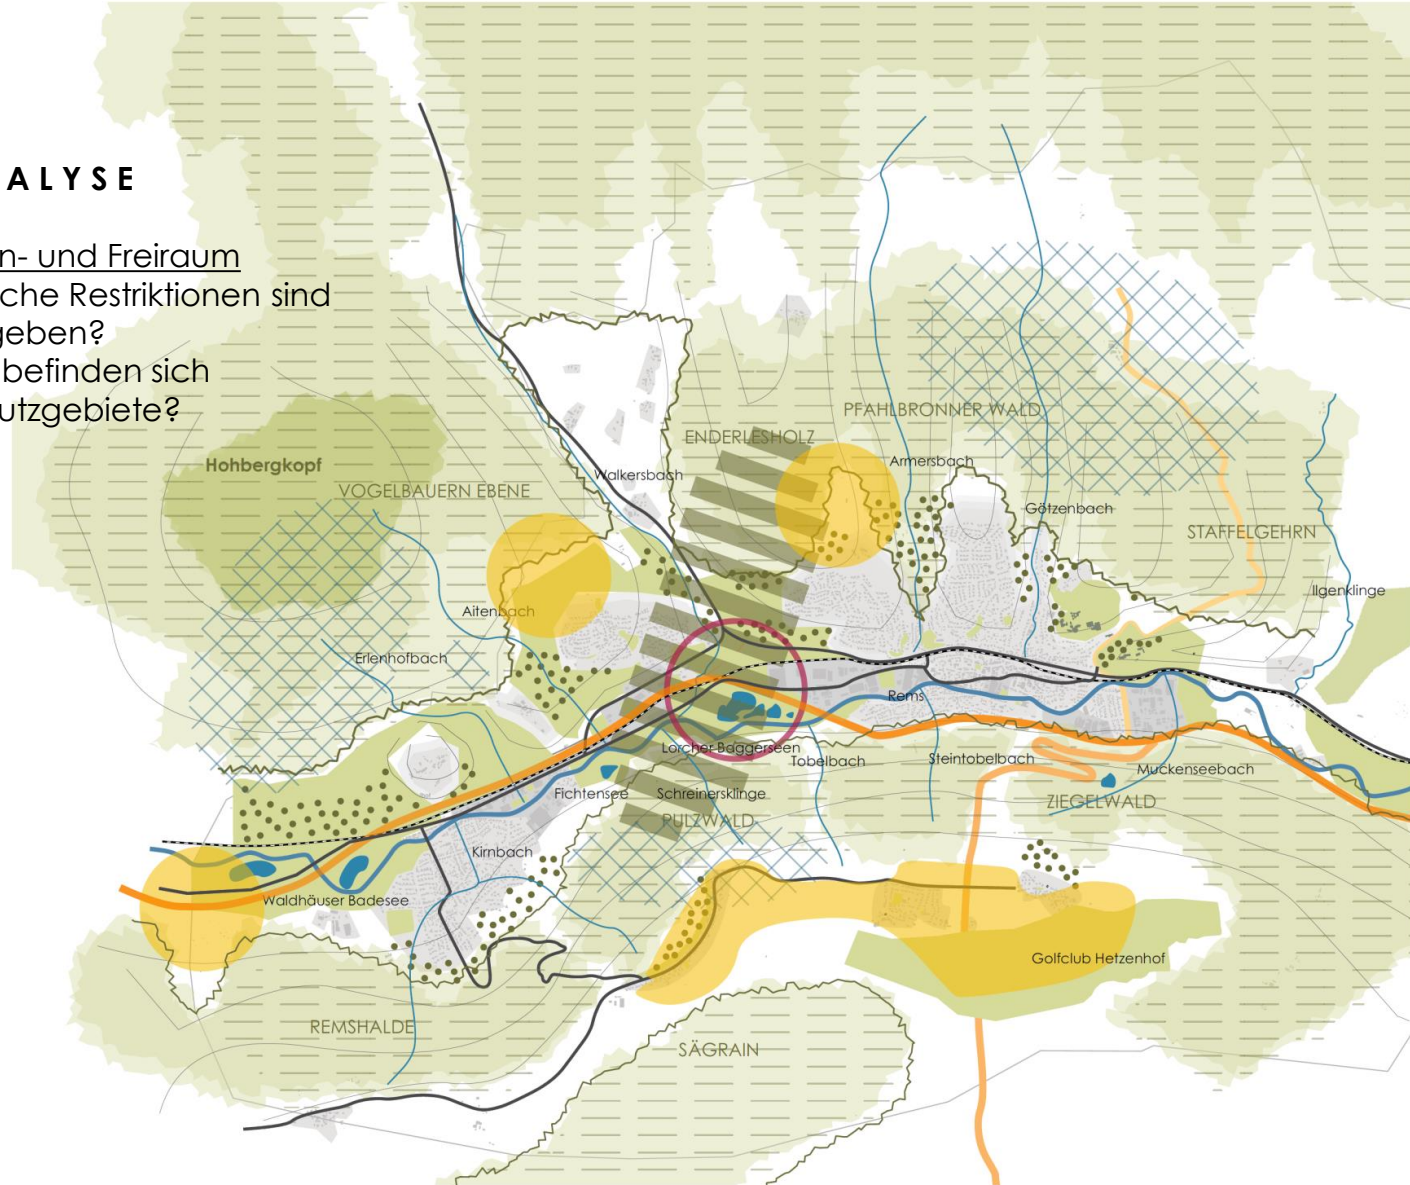 ALYSE
n- und Freiraum
che Restriktionen sind
geben?
befinden sich
utzgebiete?
PFAHLBRONNER WALD
ENDERLESHOLZ
Hohbergkopf
Walkersbach
Armersbach
VOGELBAUERN EBENE
Götzenbach
STAFFELGEHRN
Ilgenklinge
Aitenbach
Erlenhofbach
Rems
Lorcher Baggerseen
Tobelbach
Steintobelbach
Muckenseebach
Fichtensee
Schreinersklinge
ZIEGELWALD
PULZWALD
Kirnbach
Waldhäuser Badesee
Golfclub Hetzenhof
REMSHALDE
SÄGRAIN